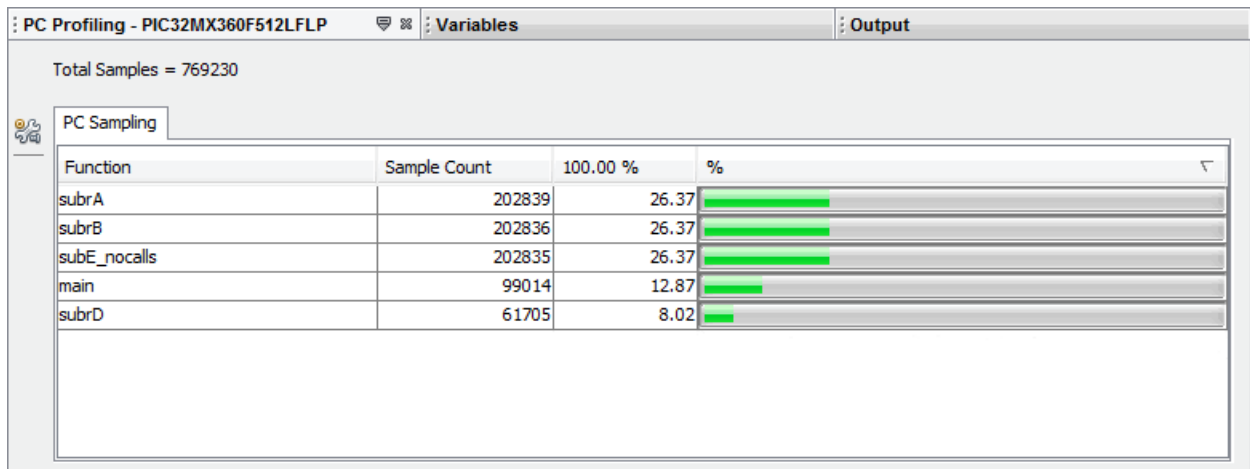 PC Profiling - PIC32MX360F512LFLP Variables Output
Total Samples = 769230
PC Sampling
Function Sample Count 100.00 % %
subrA 202839 26.37
subrB 202836 26.37
subE_nocalls 202835 26.37
main 99014 12.87
subrD 61705 8.02